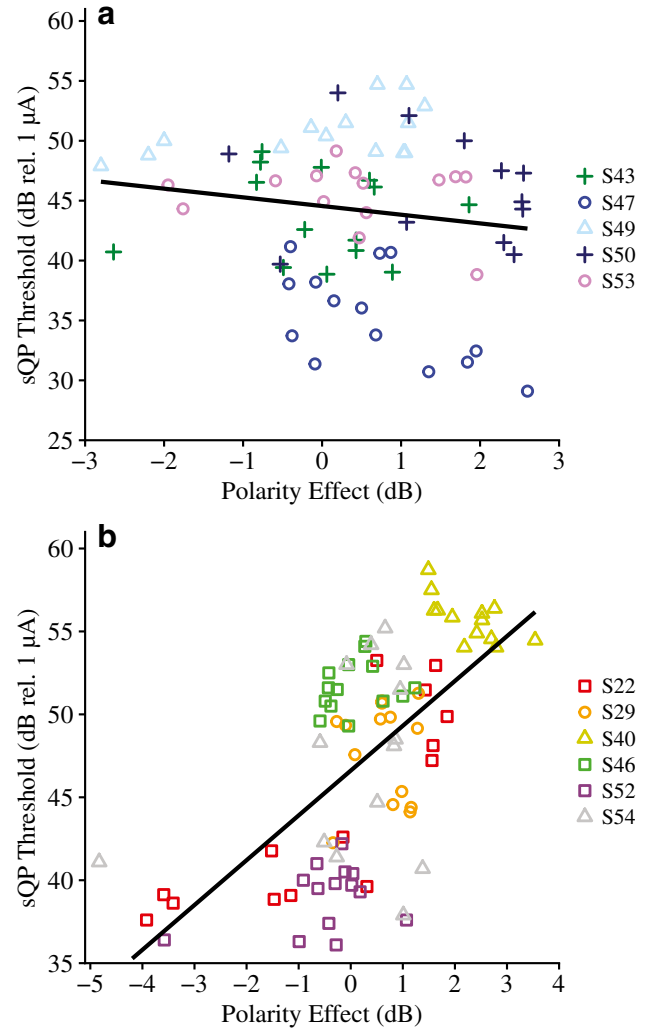 a
60
55
50
45
40
35
30
25
sQP Threshold (dB rel. 1 µA)
−3 −2 −1 0 1 2 3
Polarity Effect (dB)
S43
S47
S49
S50
S53
b
60
55
50
45
40
35
sQP Threshold (dB rel. 1 µA)
−5 −4 −3 −2 −1 0 1 2 3 4
Polarity Effect (dB)
S22
S29
S40
S46
S52
S54